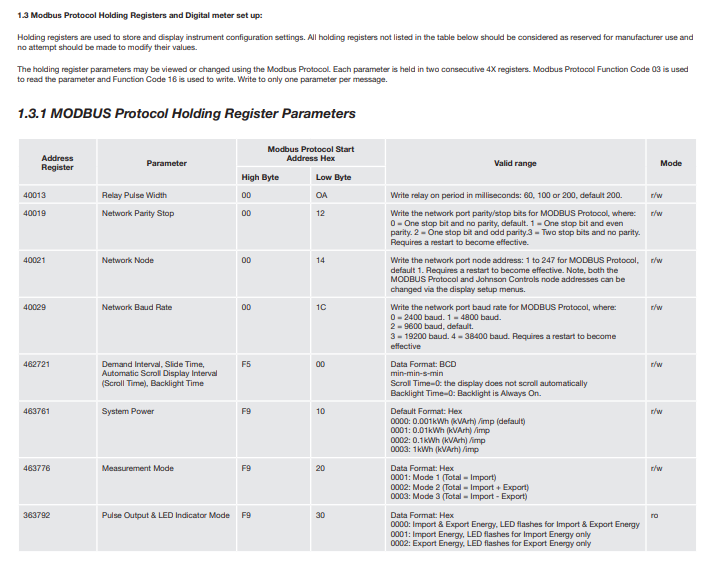 1.3 Modbus Protocol Holding Registers and Digital meter set up:
Holding registers are used to store and display instrument configuration settings. All holding registers not listed in the table below should be considered as reserved for manufacturer use and
no attempt should be made to modify their values.
The holding register parameters may be viewed or changed using the Modbus Protocol. Each parameter is held in two consecutive 4X registers. Modbus Protocol Function Code 03 is used
to read the parameter and Function Code 16 is used to write. Write to only one parameter per message.
1.3.1 MODBUS Protocol Holding Register Parameters
Address
Register
Parameter
Modbus Protocol Start
Address Hex
High Byte
Low Byte
Valid range
Mode
40013
Relay Pulse Width
00
OA
Write relay on period in milliseconds: 60, 100 or 200, default 200.
r/w
40019
Network Parity Stop
00
12
Write the network port parity/stop bits for MODBUS Protocol, where:
0 = One stop bit and no parity, default. 1 = One stop bit and even
parity. 2 = One stop bit and odd parity.3 = Two stop bits and no parity.
Requires a restart to become effective.
r/w
40021
Network Node
00
14
Write the network port node address: 1 to 247 for MODBUS Protocol,
default 1. Requires a restart to become effective. Note, both the
MODBUS Protocol and Johnson Controls node addresses can be
changed via the display setup menus.
r/w
40029
Network Baud Rate
00
1C
Write the network port baud rate for MODBUS Protocol, where:
0 = 2400 baud. 1 = 4800 baud.
2 = 9600 baud, default.
3 = 19200 baud. 4 = 38400 baud. Requires a restart to become
effective
r/w
462721
Demand Interval, Slide Time,
Automatic Scroll Display Interval
(Scroll Time), Backlight Time
F5
00
Data Format: BCD
min-min-s-min
Scroll Time=0: the display does not scroll automatically
Backlight Time=0: Backlight is Always On.
r/w
463761
System Power
F9
10
Default Format: Hex
0000: 0.001kWh (kVArh) /imp (default)
0001: 0.01kWh (kVArh) /imp
0002: 0.1kWh (kVArh) /imp
0003: 1kWh (kVArh) /imp
r/w
463776
Measurement Mode
F9
20
Data Format: Hex
0001: Mode 1 (Total = Import)
0002: Mode 2 (Total = Import + Export)
0003: Mode 3 (Total = Import - Export)
r/w
363792
Pulse Output & LED Indicator Mode
F9
30
Data Format: Hex
0000: Import & Export Energy, LED flashes for Import & Export Energy
0001: Import Energy, LED flashes for Import Energy only
0002: Export Energy, LED flashes for Export Energy only
ro